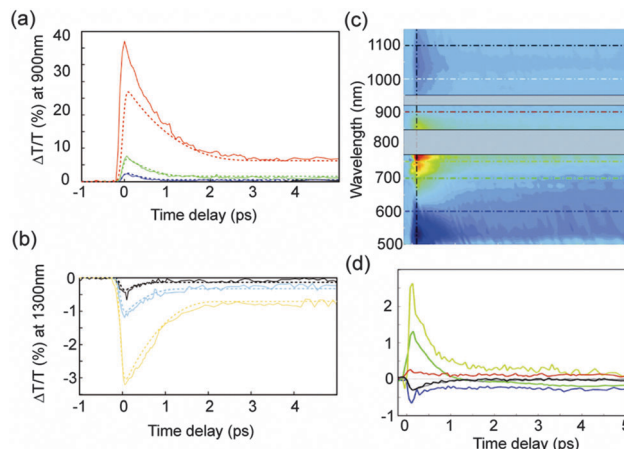 (a)
ΔT/T (%) at 900nm
40
30
20
10
0
-1 0 1 2 3 4
Time delay (ps)
(b)
ΔT/T (%) at 1300nm
0
-1
-2
-3
-1 0 1 2 3 4
Time delay (ps)
(c)
Wavelength (nm)
1100
1000
900
800
700
600
500
(d)
2
1
0
-1
0 1 2 3 4 5
Time delay (ps)